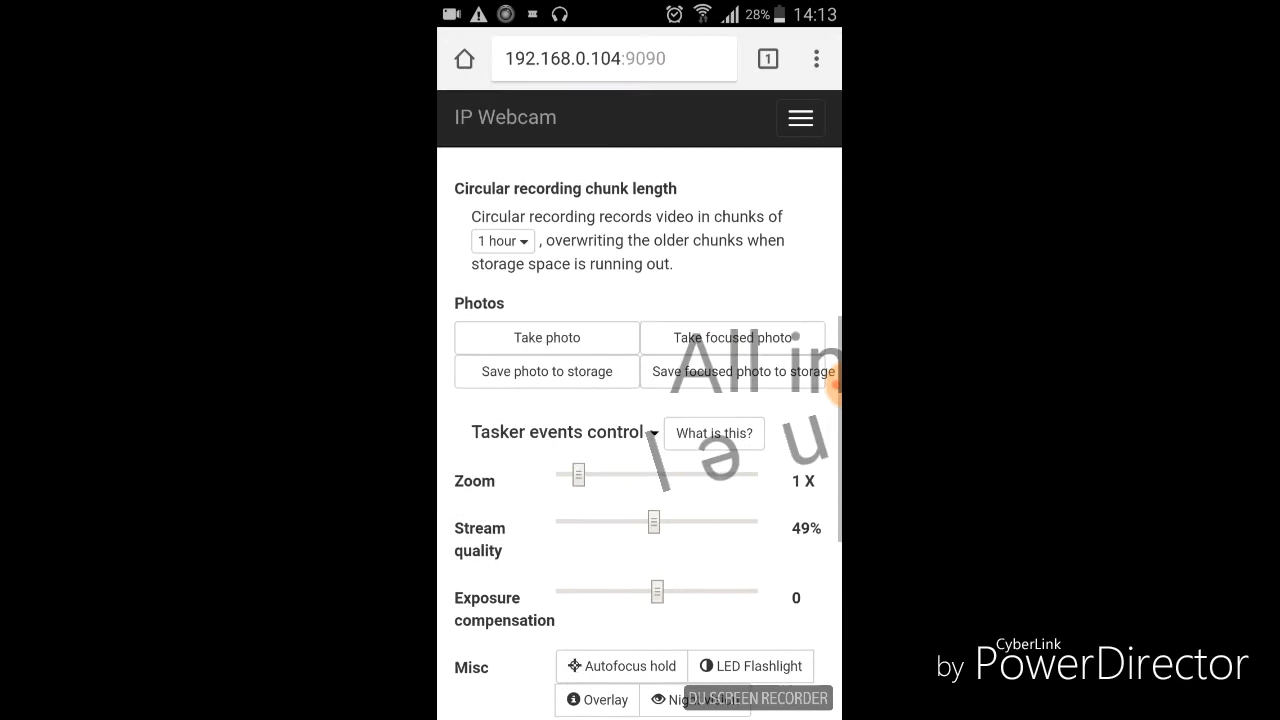 28% 14:13
192.168.0.104:9090 1
IP Webcam
Circular recording chunk length
Circular recording records video in chunks of
1 hour , overwriting the older chunks when
storage space is running out.
Photos
Take photo Take focused photo
Save photo to storage Save focused photo to storage
All in
Tasker events control What is this?
Zoom 1 X
Stream 49%
quality
Exposure 0
compensation
Misc Autofocus hold LED Flashlight
Overlay
DU SCREEN RECORDER
CyberLink
by PowerDirector